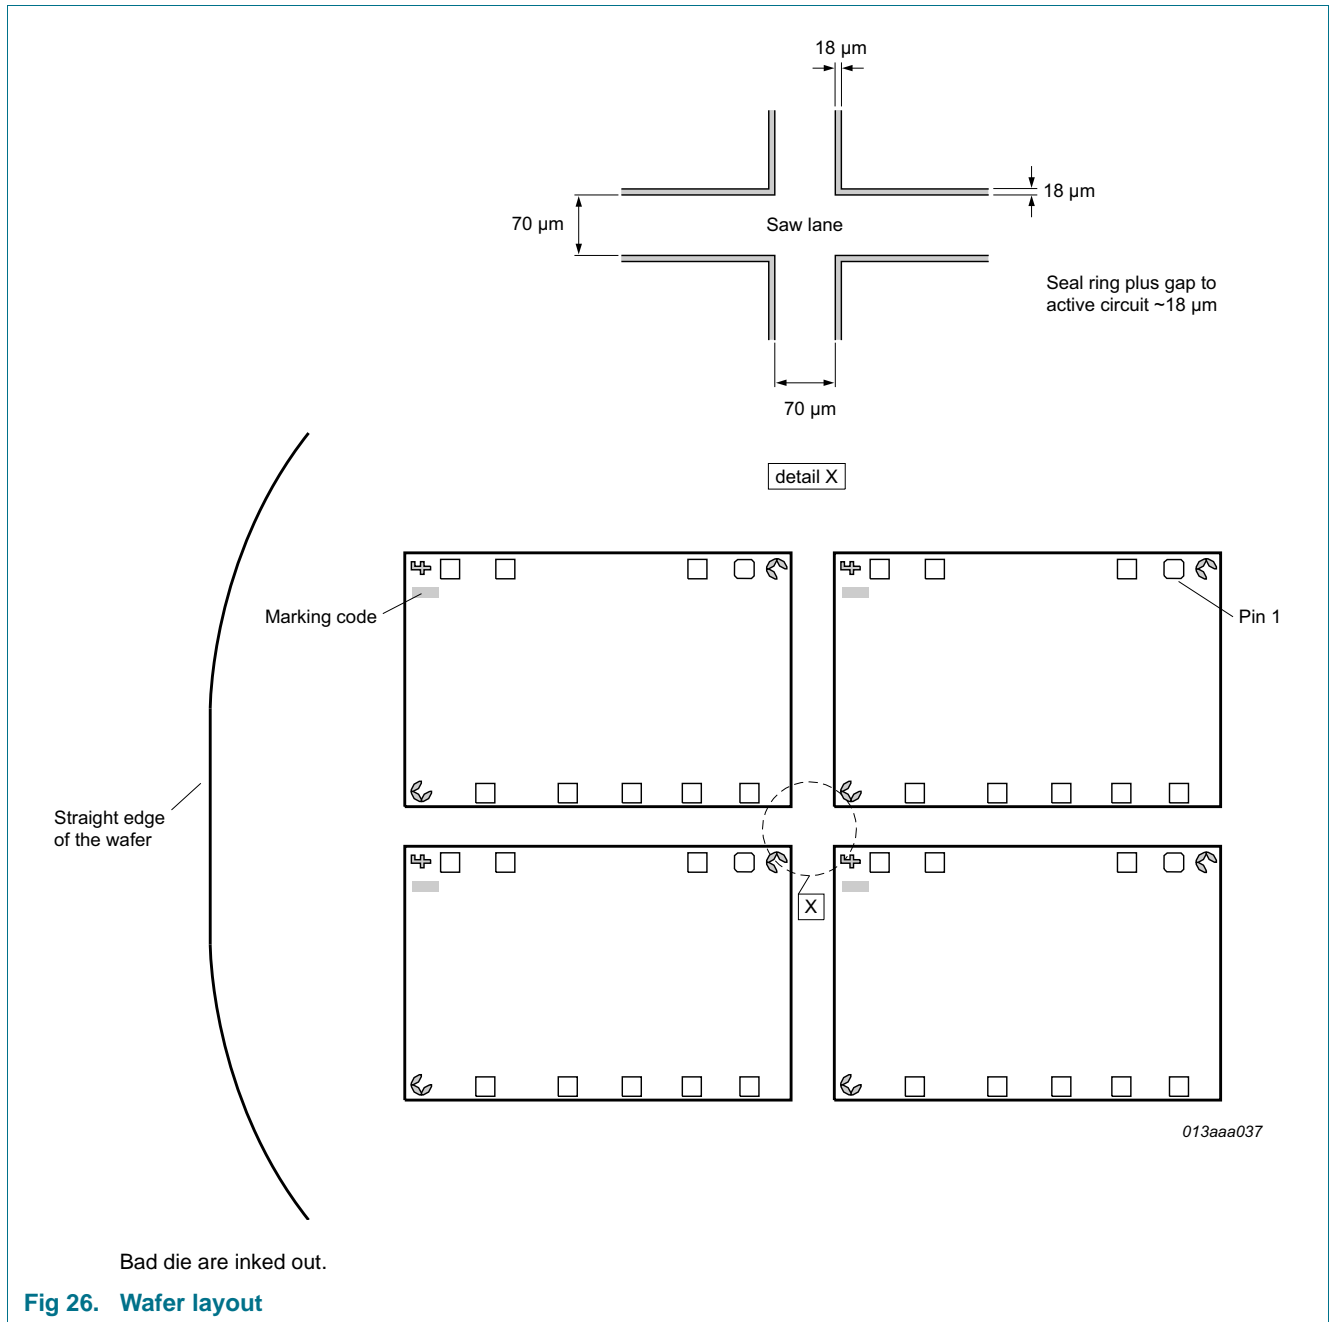 18 µm
18 µm
70 µm
Saw lane
Seal ring plus gap to
active circuit ~18 µm
70 µm
detail X
Marking code
Pin 1
Straight edge
of the wafer
X
013aaa037
Bad die are inked out.
Fig 26. Wafer layout